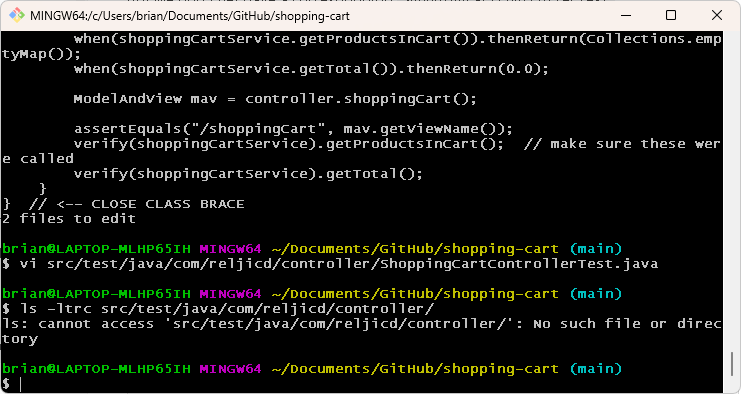 MINGW64:/c/Users/brian/Documents/GitHub/shopping-cart
        when(shoppingCartService.getProductsInCart()).thenReturn(Collections.emp
tyMap());
        when(shoppingCartService.getTotal()).thenReturn(0.0);
        ModelAndView mav = controller.shoppingCart();
        assertEquals("/shoppingCart", mav.getViewName());
        verify(shoppingCartService).getProductsInCart();  // make sure these wer
e called
        verify(shoppingCartService).getTotal();
    }
}  // <-- CLOSE CLASS BRACE
2 files to edit
brian@LAPTOP-MLHP65IH MINGW64 ~/Documents/GitHub/shopping-cart (main)
$ vi src/test/java/com/reljicd/controller/ShoppingCartControllerTest.java
brian@LAPTOP-MLHP65IH MINGW64 ~/Documents/GitHub/shopping-cart (main)
$ ls -ltrc src/test/java/com/reljicd/controller/
ls: cannot access 'src/test/java/com/reljicd/controller/': No such file or direc
tory
brian@LAPTOP-MLHP65IH MINGW64 ~/Documents/GitHub/shopping-cart (main)
$